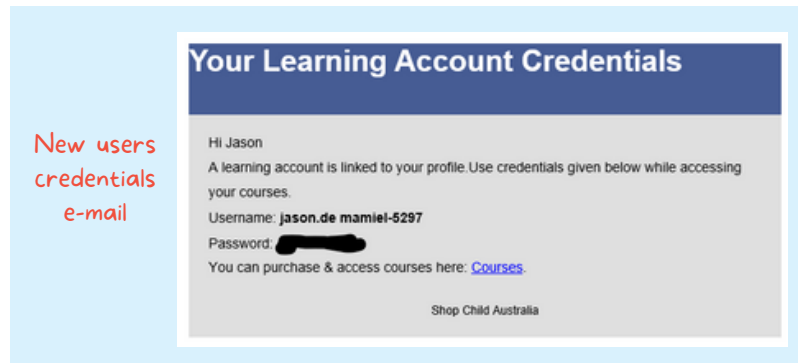 New users
credentials
e-mail
Your Learning Account Credentials
Hi Jason
A learning account is linked to your profile.Use credentials given below while accessing
your courses.
Username: jason.de mamiel-5297
Password:
You can purchase & access courses here: Courses.
Shop Child Australia